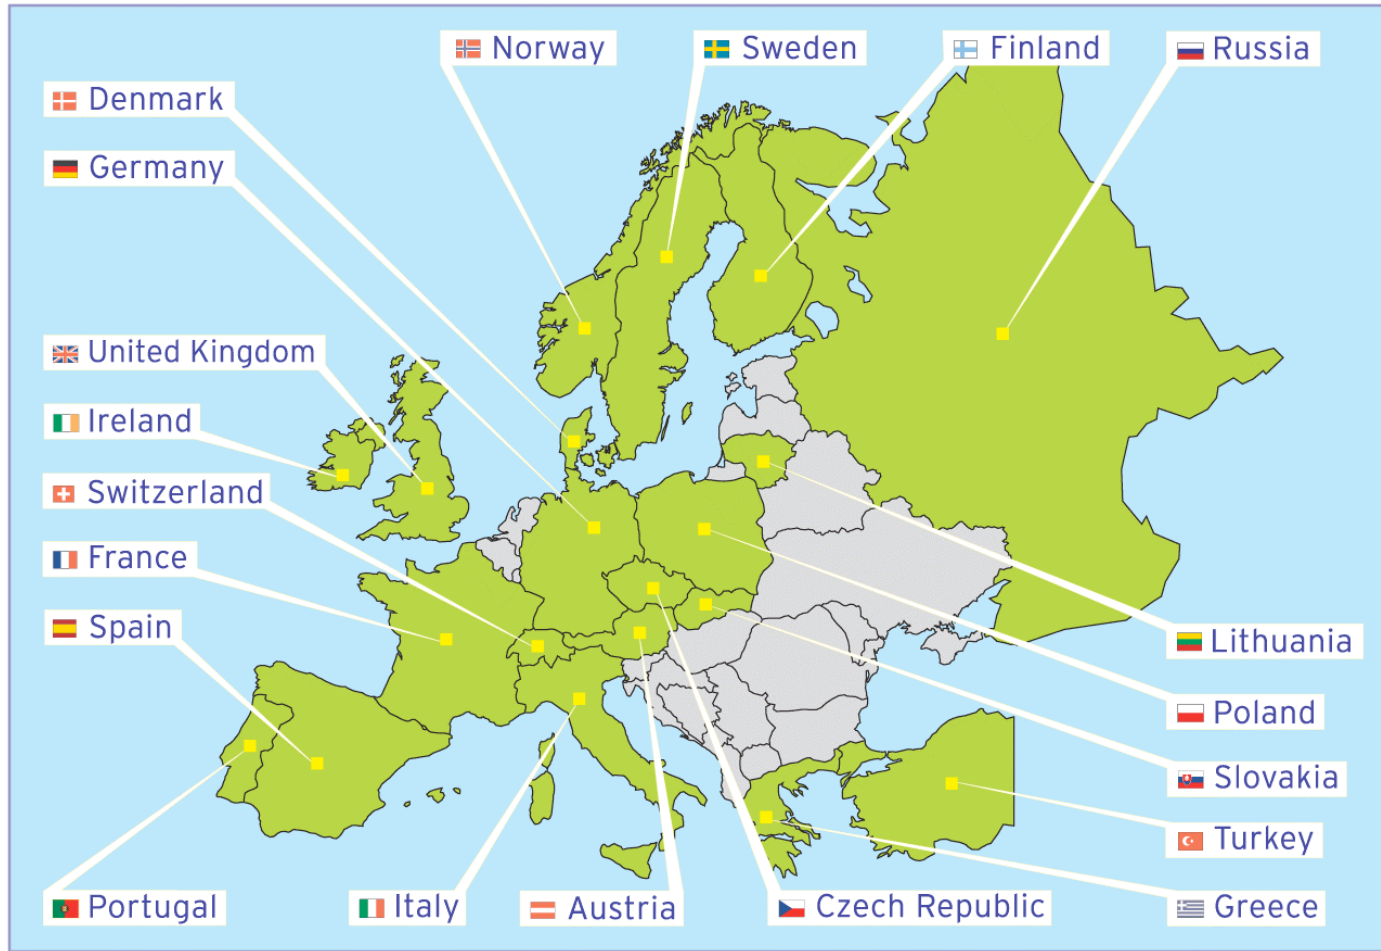 Norway
Sweden
Finland
Russia
Denmark
Germany
United Kingdom
Ireland
Switzerland
France
Spain
Lithuania
Poland
Slovakia
Turkey
Portugal
Italy
Austria
Czech Republic
Greece